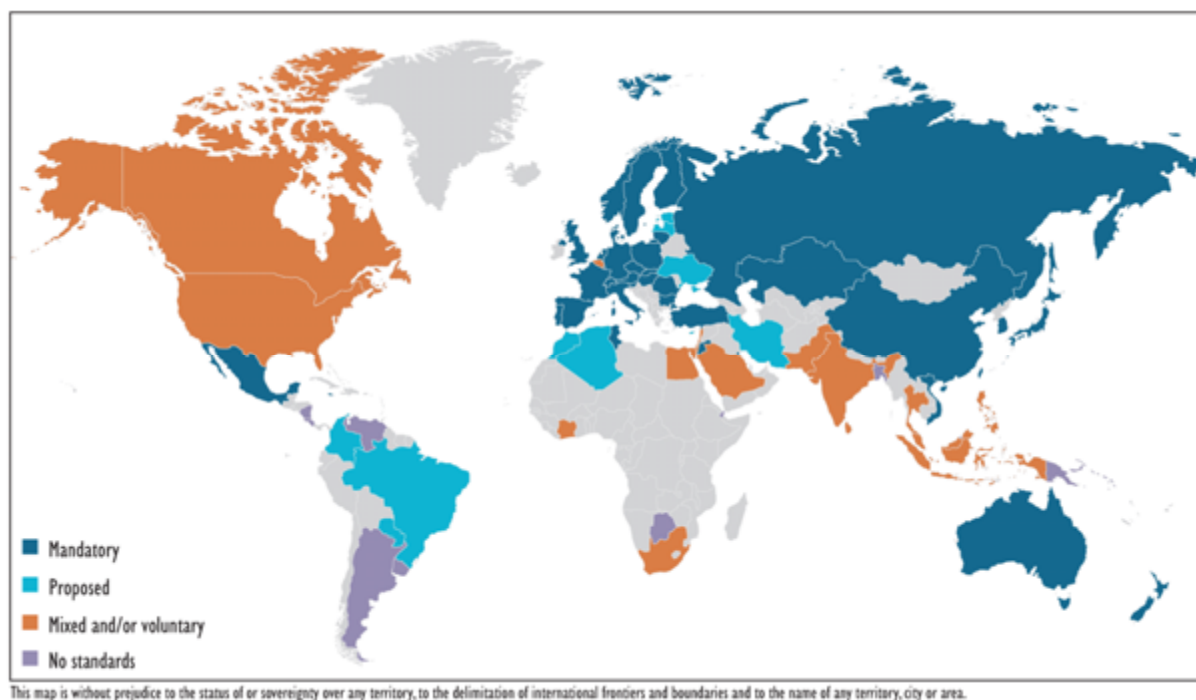 Mandatory
Proposed
Mixed and/or voluntary
No standards
This map is without prejudice to the status of or sovereignty over any territory, to the delimitation of international frontiers and boundaries and to the name of any territory, city or area.